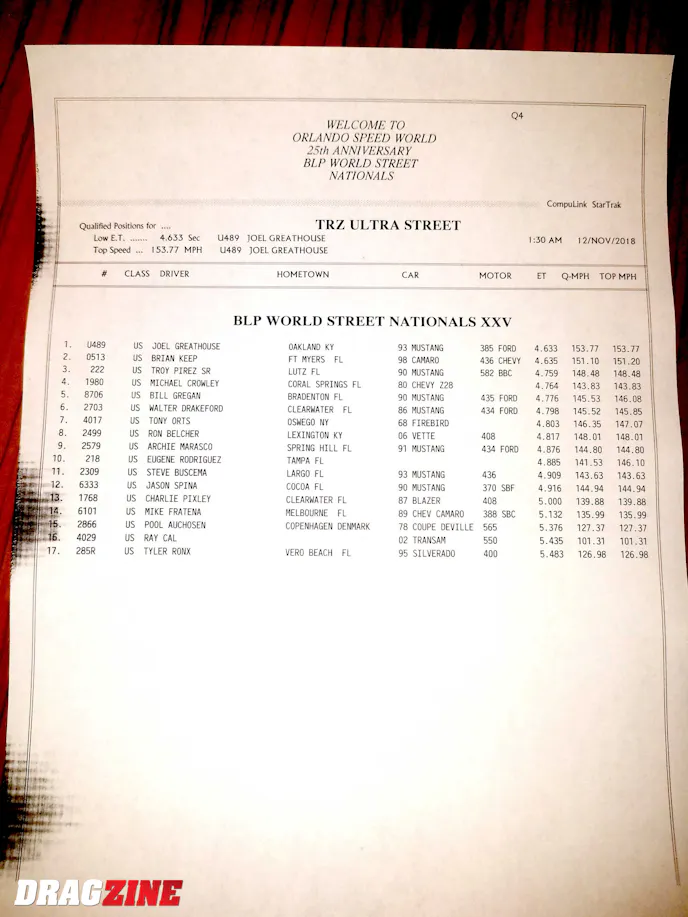 Q4
WELCOME TO
ORLANDO SPEED WORLD
25th ANNIVERSARY
BLP WORLD STREET
NATIONALS
CompuLink StarTrak
Qualified Positions for .... TRZ ULTRA STREET
Low E.T. ....... 4.633 Sec U489 JOEL GREATHOUSE 1:30 AM 12/NOV/2018
Top Speed ... 153.77 MPH U489 JOEL GREATHOUSE
# CLASS DRIVER HOMETOWN CAR MOTOR ET Q-MPH TOP MPH
BLP WORLD STREET NATIONALS XXV
1. U489 US JOEL GREATHOUSE OAKLAND KY 93 MUSTANG 385 FORD 4.633 153.77 153.77
2. 0513 US BRIAN KEEP FT MYERS FL 98 CAMARO 436 CHEVY 4.635 151.10 151.20
3. 222 US TROY PIREZ SR LUTZ FL 90 MUSTANG 582 BBC 4.759 148.48 148.48
4. 1980 US MICHAEL CROWLEY CORAL SPRINGS FL 80 CHEVY Z28 4.764 143.83 143.83
5. 8706 US BILL GREGAN BRADENTON FL 90 MUSTANG 435 FORD 4.776 145.53 146.08
6. 2703 US WALTER DRAKEFORD CLEARWATER FL 86 MUSTANG 434 FORD 4.798 145.52 145.85
7. 4017 US TONY ORTS OSWEGO NY 68 FIREBIRD 4.803 146.35 147.07
8. 2499 US RON BELCHER LEXINGTON KY 06 VETTE 408 4.817 148.01 148.01
9. 2579 US ARCHIE MARASCO SPRING HILL FL 91 MUSTANG 434 FORD 4.876 144.80 144.80
10. 218 US EUGENE RODRIGUEZ TAMPA FL 4.885 141.53 146.10
11. 2309 US STEVE BUSCEMA LARGO FL 93 MUSTANG 436 4.909 143.63 143.63
12. 6333 US JASON SPINA COCOA FL 90 MUSTANG 370 SBF 4.916 144.94 144.94
13. 1768 US CHARLIE PIXLEY CLEARWATER FL 87 BLAZER 408 5.000 139.88 139.88
14. 6101 US MIKE FRATENA MELBOURNE FL 89 CHEV CAMARO 388 SBC 5.132 135.99 135.99
15. 2866 US POOL AUCHOSEN COPENHAGEN DENMARK 78 COUPE DEVILLE 565 5.376 127.37 127.37
16. 4029 US RAY CAL 02 TRANSAM 550 5.435 101.31 101.31
17. 285R US TYLER RONX VERO BEACH FL 95 SILVERADO 400 5.483 126.98 126.98
DRAGZINE